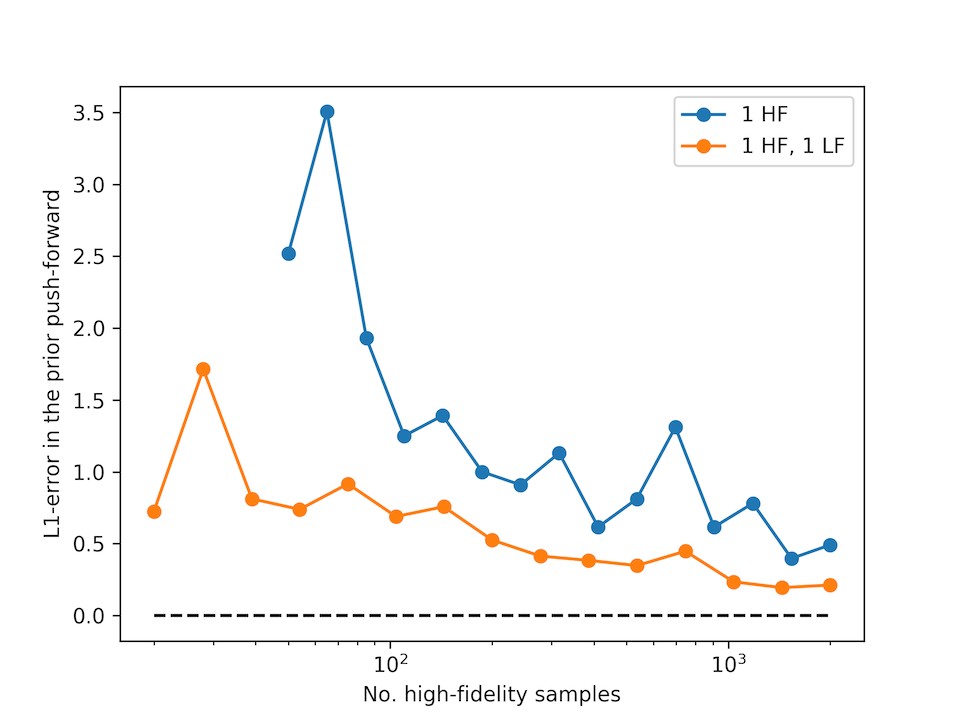 1 HF
1 HF, 1 LF
L1-error in the prior push-forward
3.5
3.0
2.5
2.0
1.5
1.0
0.5
0.0
10²
10³
No. high-fidelity samples